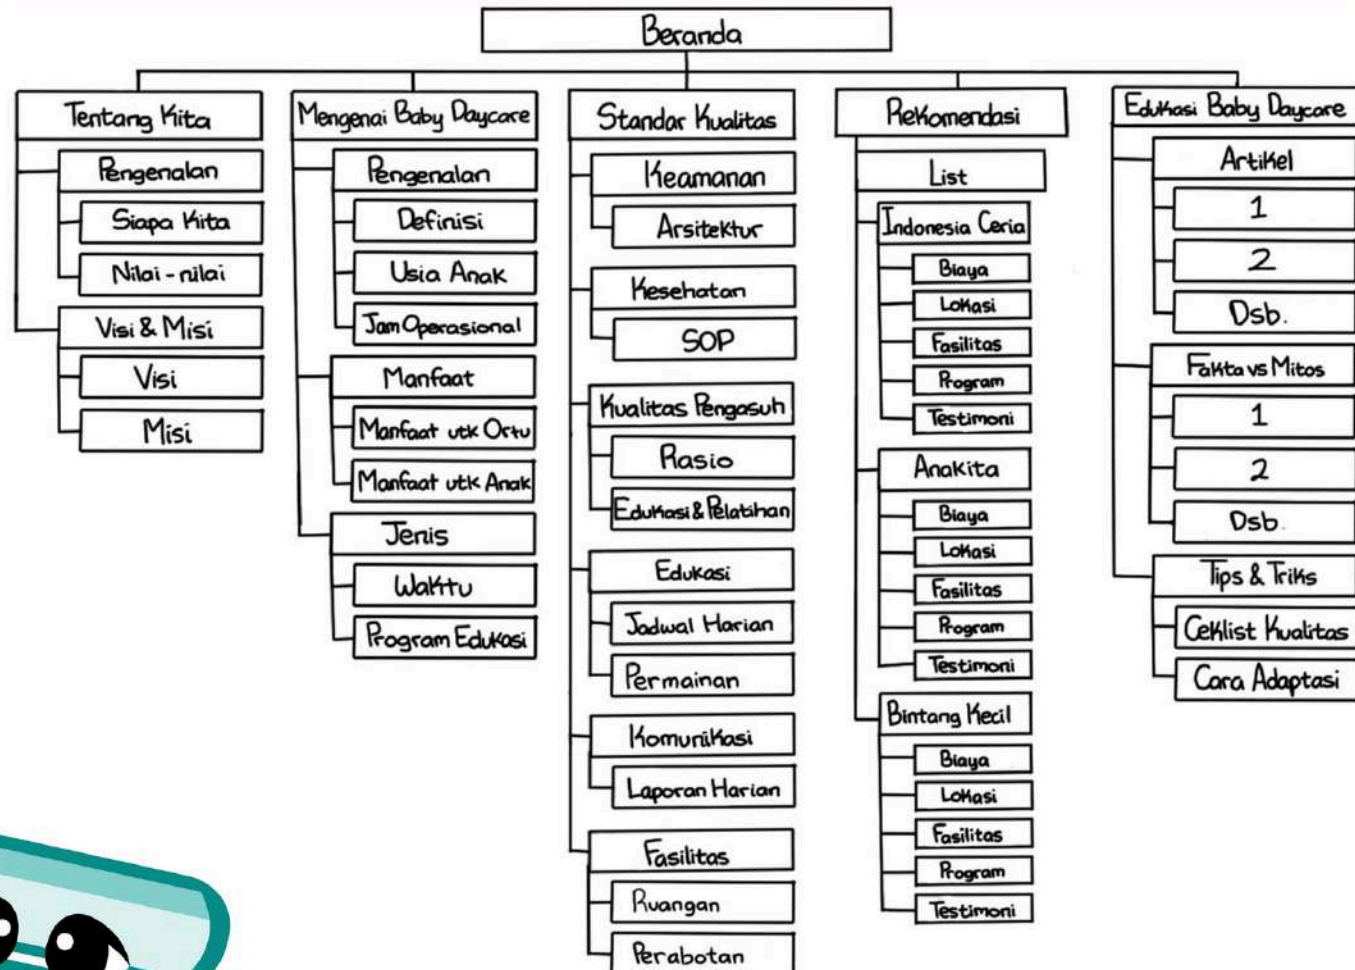 Beranda
Tentang Kita
Pengenalan
Siapa Kita
Nilai-nilai
Visi & Misi
Visi
Misi
Mengenai Baby Daycare
Pengenalan
Definisi
Usia Anak
Jam Operasional
Manfaat
Manfaat utk Ortu
Manfaat utk Anak
Jenis
Waktu
Program Edukasi
Standar Kualitas
Keamanan
Arsitektur
Kesehatan
SOP
Kualitas Pengasuh
Rasio
Edukasi & Pelatihan
Edukasi
Jadwal Harian
Permainan
Komunikasi
Laporan Harian
Fasilitas
Ruangan
Perabotan
Rekomendasi
List
Indonesia Ceria
Biaya
Lokasi
Fasilitas
Program
Testimoni
Anakita
Biaya
Lokasi
Fasilitas
Program
Testimoni
Bintang Kecil
Biaya
Lokasi
Fasilitas
Program
Testimoni
Edukasi Baby Daycare
Artikel
1
2
Dsb.
Fakta vs Mitos
1
2
Dsb.
Tips & Triks
Ceklist Kualitas
Cara Adaptasi